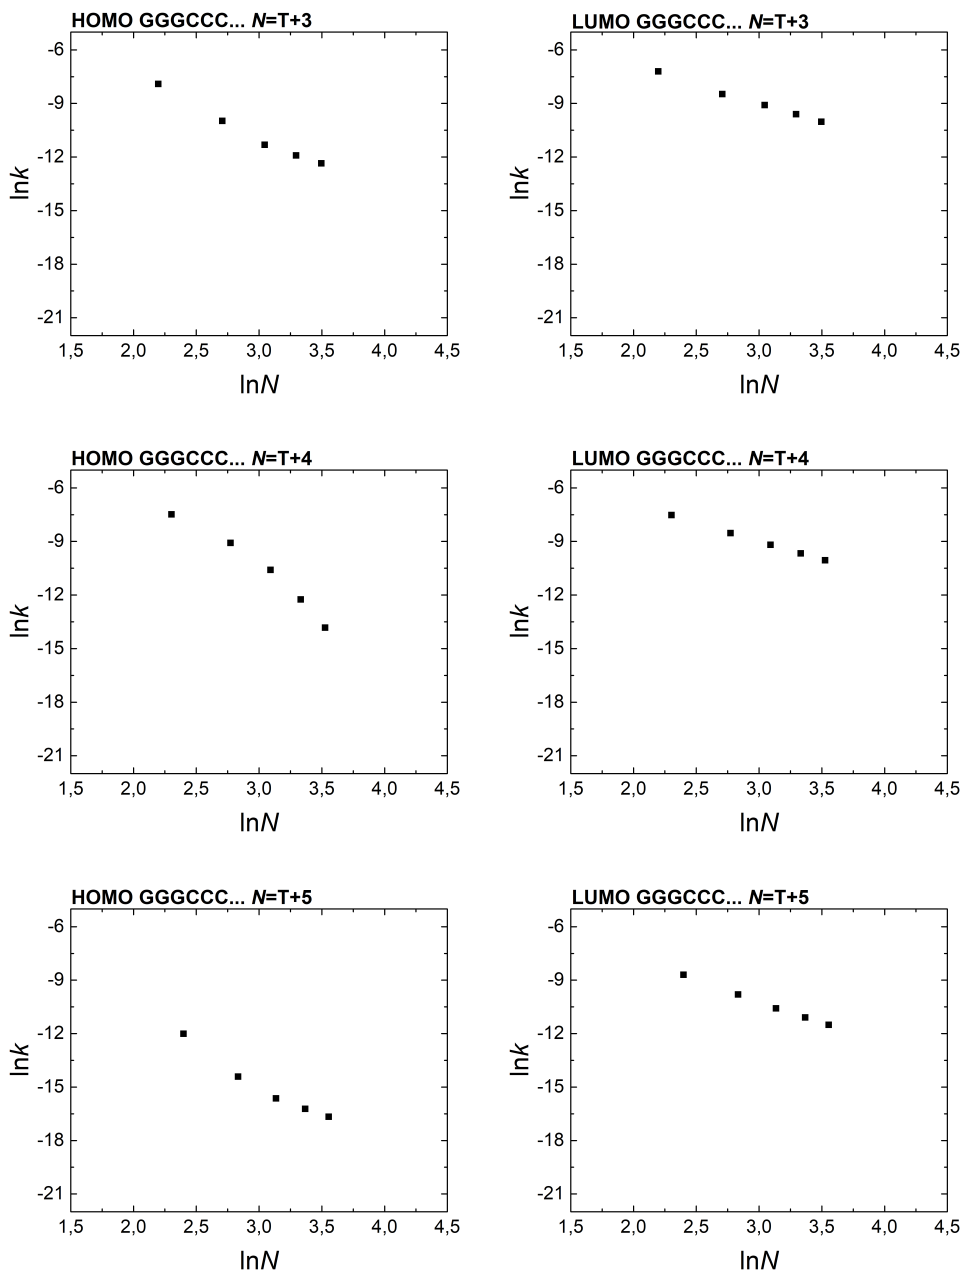 HOMO GGGCCC... N=T+3
-6
-9
-12
-15
-18
-21
lnk
1,5 2,0 2,5 3,0 3,5 4,0 4,5
lnN
LUMO GGGCCC... N=T+3
-6
-9
-12
-15
-18
-21
lnk
1,5 2,0 2,5 3,0 3,5 4,0 4,5
lnN
HOMO GGGCCC... N=T+4
-6
-9
-12
-15
-18
-21
lnk
1,5 2,0 2,5 3,0 3,5 4,0 4,5
lnN
LUMO GGGCCC... N=T+4
-6
-9
-12
-15
-18
-21
lnk
1,5 2,0 2,5 3,0 3,5 4,0 4,5
lnN
HOMO GGGCCC... N=T+5
-6
-9
-12
-15
-18
-21
lnk
1,5 2,0 2,5 3,0 3,5 4,0 4,5
lnN
LUMO GGGCCC... N=T+5
-6
-9
-12
-15
-18
-21
lnk
1,5 2,0 2,5 3,0 3,5 4,0 4,5
lnN